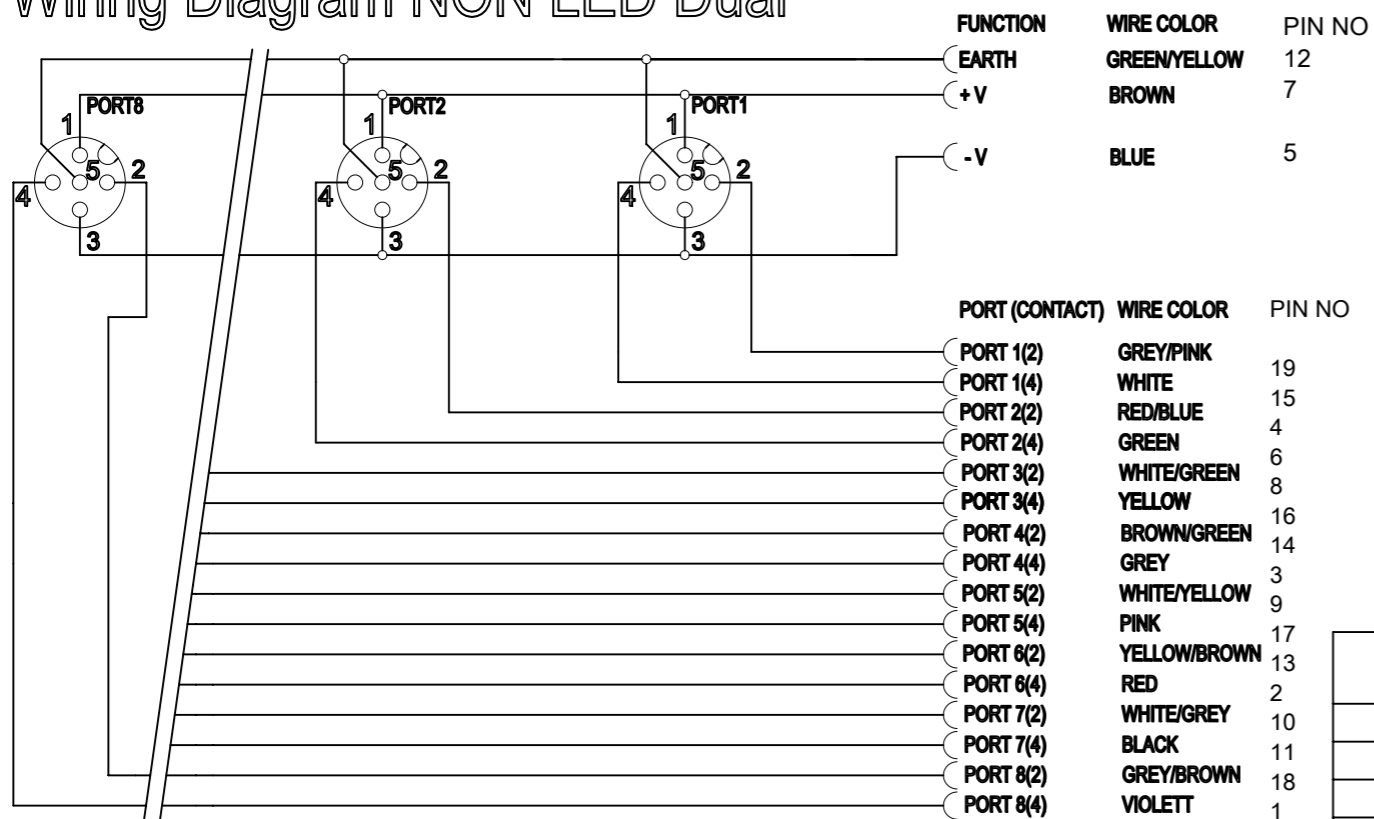 Wiring Diagram NON LED Dual
FUNCTION WIRE COLOR PIN NO
EARTH GREEN/YELLOW 12
+ V BROWN 7
- V BLUE 5
PORT8 PORT2 PORT1
1 1 1
5 2 5 2 5 2
4 4 4
3 3 3
PORT (CONTACT) WIRE COLOR PIN NO
PORT 1(2) GREY/PINK 19
PORT 1(4) WHITE 15
PORT 2(2) RED/BLUE 4
PORT 2(4) GREEN 6
PORT 3(2) WHITE/GREEN 8
PORT 3(4) YELLOW 16
PORT 4(2) BROWN/GREEN 14
PORT 4(4) GREY 3
PORT 5(2) WHITE/YELLOW 9
PORT 5(4) PINK 17
PORT 6(2) YELLOW/BROWN 13
PORT 6(4) RED 2
PORT 7(2) WHITE/GREY 10
PORT 7(4) BLACK 11
PORT 8(2) GREY/BROWN 18
PORT 8(4) VIOLETT 1